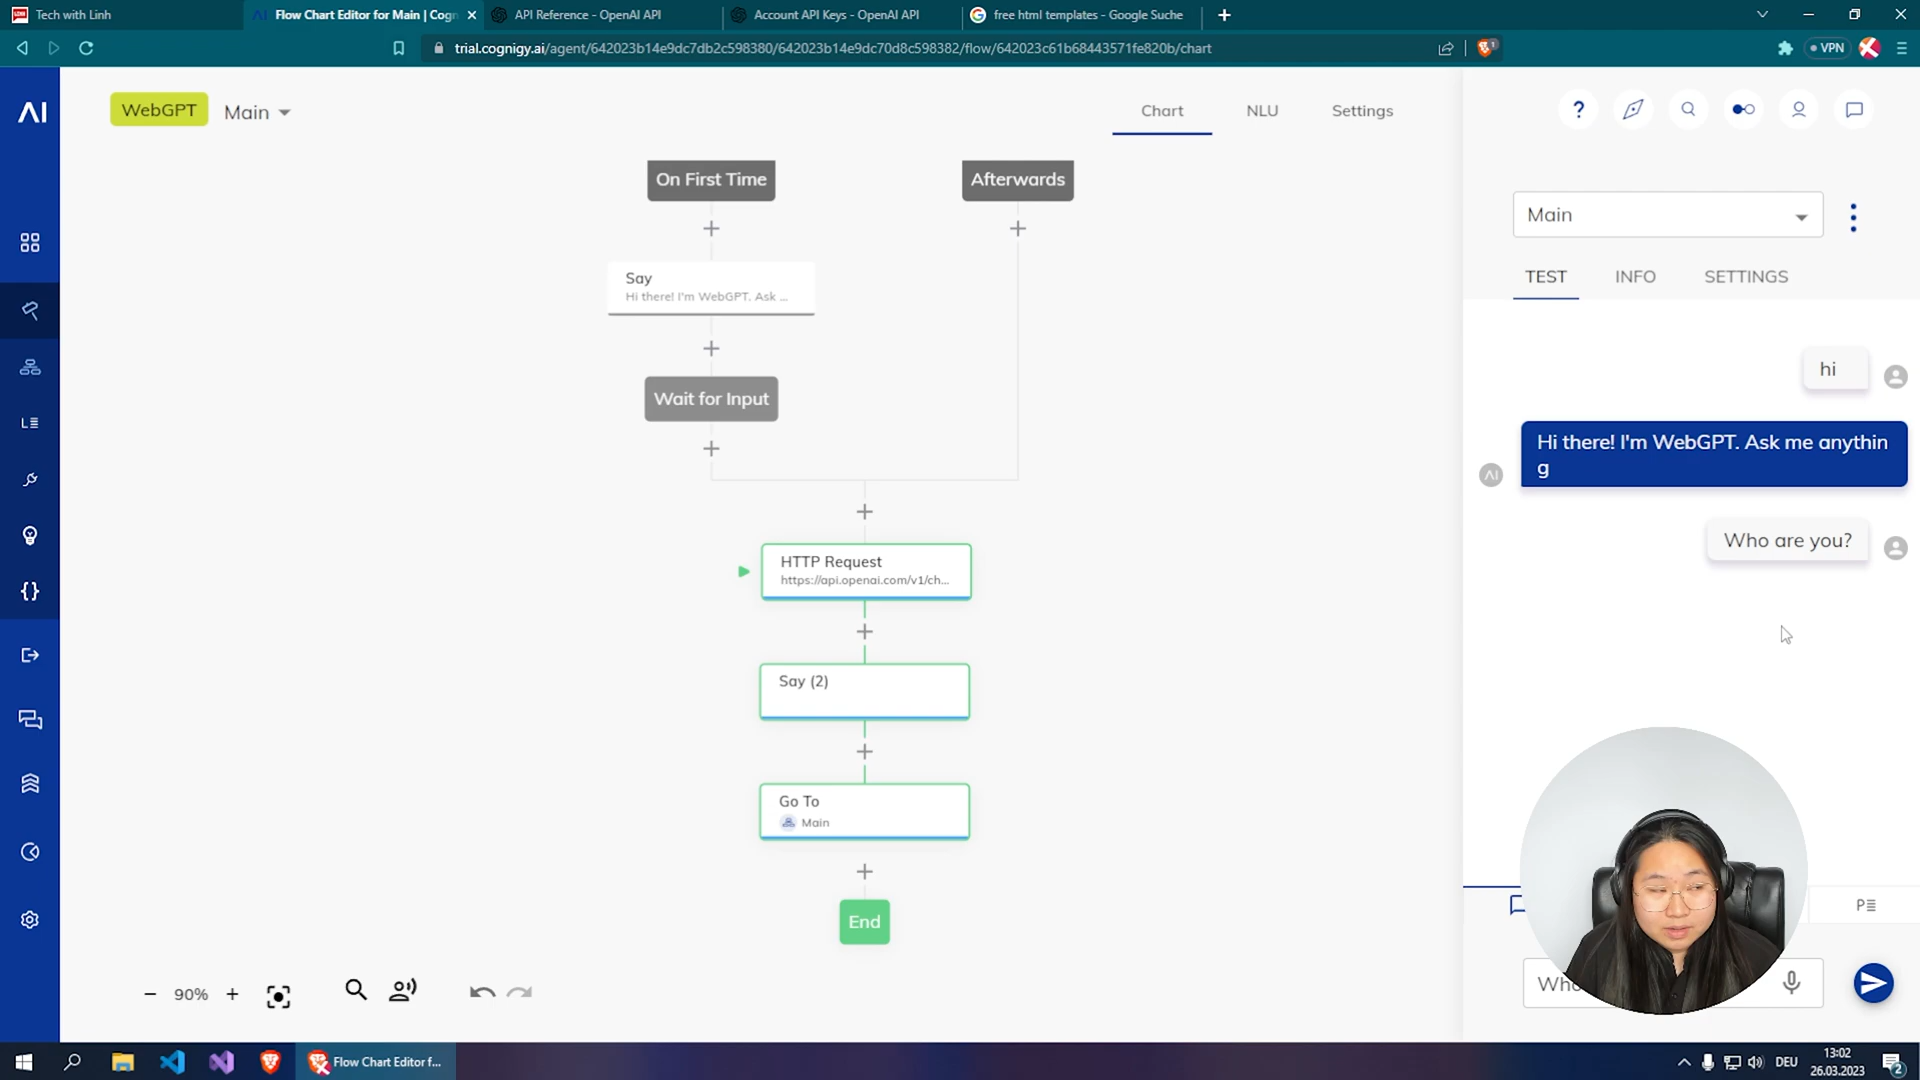 Tech with Linh
Flow Chart Editor for Main | Cogn
API Reference - OpenAI API
Account API Keys - OpenAI API
free html templates - Google Suche
trial.cognigy.ai/agent/642023b14e9dc7db2c598380/642023b14e9dc70d8c598382/flow/642023c61b68443571fe820b/chart
1
VPN
AI
WebGPT
Main
Chart
NLU
Settings
?
On First Time
Afterwards
Say
Hi there! I'm WebGPT. Ask ...
Wait for Input
HTTP Request
https://api.openai.com/v1/ch...
Say (2)
Go To
Main
End
90%
Main
TEST
INFO
SETTINGS
hi
Hi there! I'm WebGPT. Ask me anythin
g
AI
Who are you?
Flow Chart Editor f...
DEU
13:02
26.03.2023
2